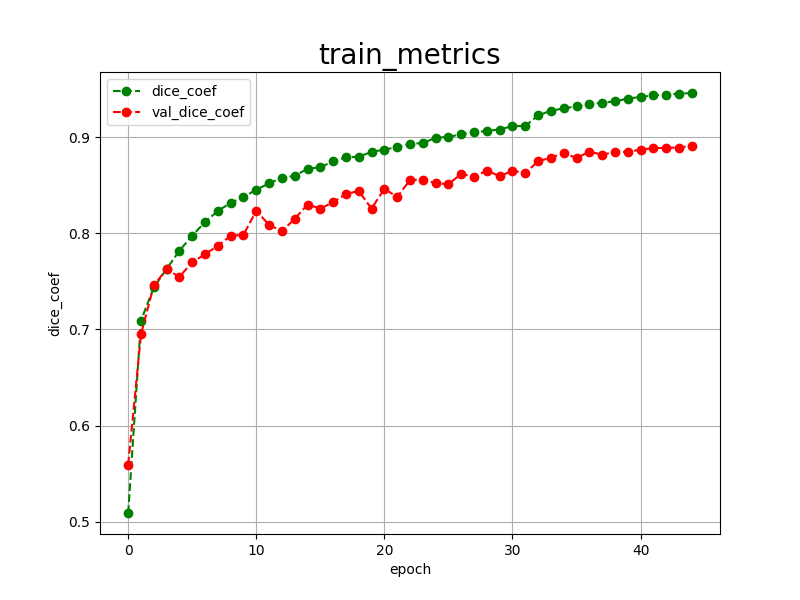 train_metrics
dice_coef
val_dice_coef
dice_coef
0.9
0.8
0.7
0.6
0.5
0 10 20 30 40
epoch